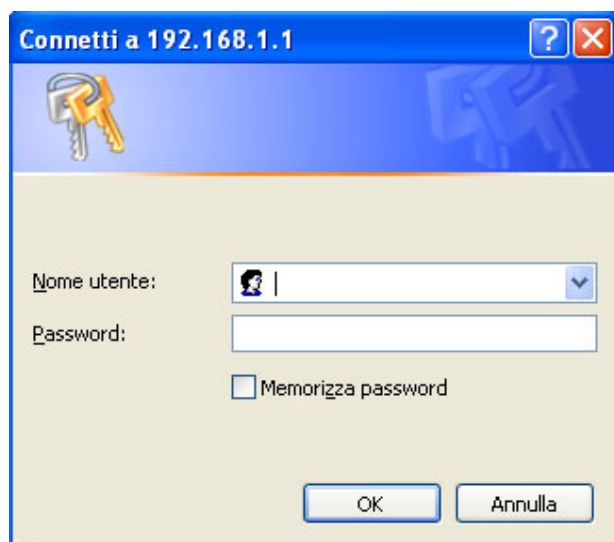 Connetti a 192.168.1.1
Nome utente:
Password:
Memorizza password
OK
Annulla